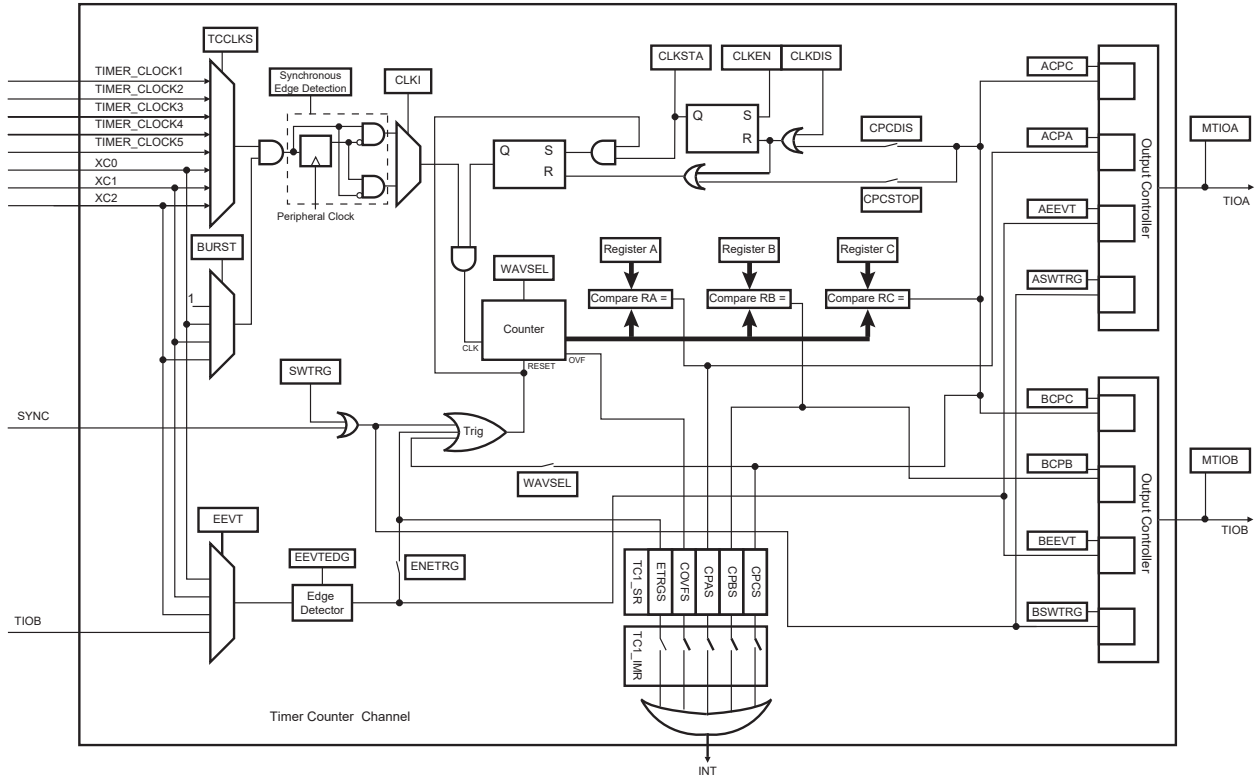 TCCLKS
TIMER_CLOCK1
TIMER_CLOCK2
TIMER_CLOCK3
TIMER_CLOCK4
TIMER_CLOCK5
XC0
XC1
XC2
Synchronous
Edge Detection
CLKI
Peripheral Clock
BURST
1
CLKSTA
CLKEN
CLKDIS
Q
S
R
Q
S
R
CPCDIS
CPCSTOP
Register A
Register B
Register C
Compare RA =
Compare RB =
Compare RC =
WAVSEL
Counter
CLK
RESET
OVF
SWTRG
SYNC
Trig
WAVSEL
EEVT
EEVTEDG
Edge
Detector
ENETRG
TIOB
TC1_SR
ETRGS
COVFS
CPAS
CPBS
CPCS
TC1_IMR
INT
Timer Counter Channel
ACPC
ACPA
AEEVT
ASWTRG
Output Controller
MTIOA
TIOA
BCPC
BCPB
BEEVT
BSWTRG
Output Controller
MTIOB
TIOB